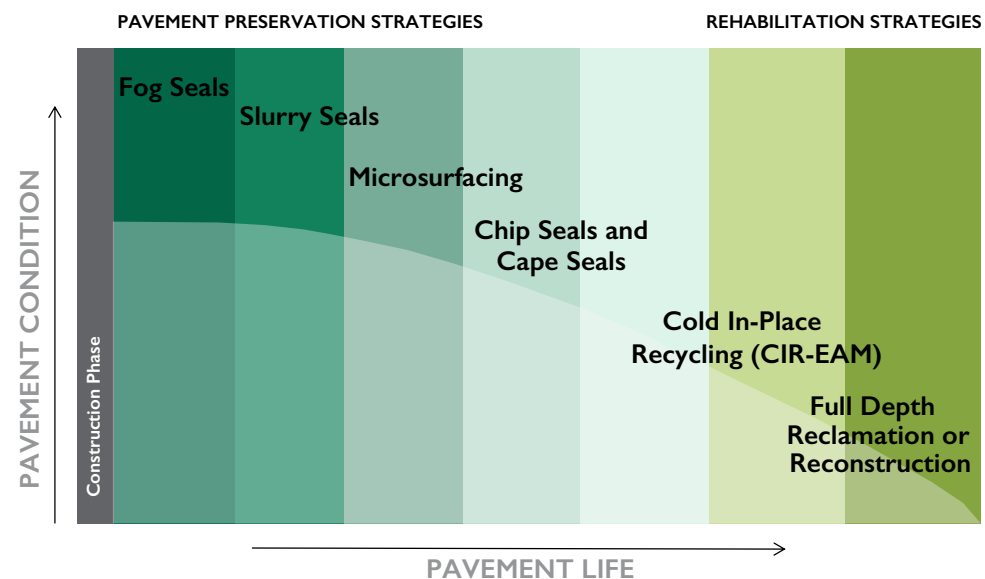 PAVEMENT PRESERVATION STRATEGIES
REHABILITATION STRATEGIES
Fog Seals
Slurry Seals
Microsurfacing
Chip Seals and
Cape Seals
Cold In-Place
Recycling (CIR-EAM)
Full Depth
Reclamation or
Reconstruction
Construction Phase
PAVEMENT CONDITION
PAVEMENT LIFE